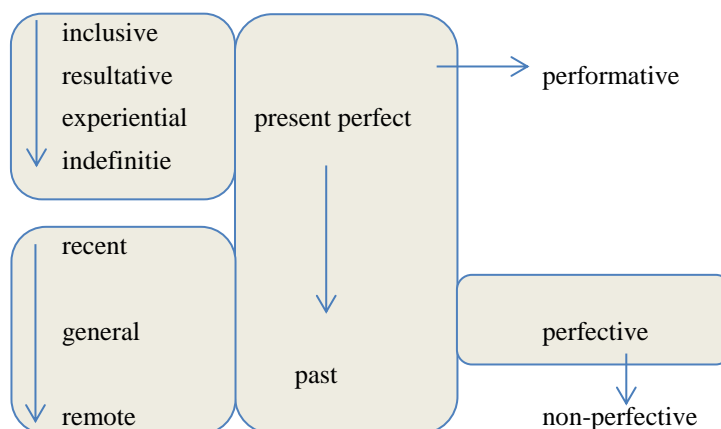 inclusive
resultative
experiential
indefinitie
present perfect
performative
recent
general
remote
past
perfective
non-perfective